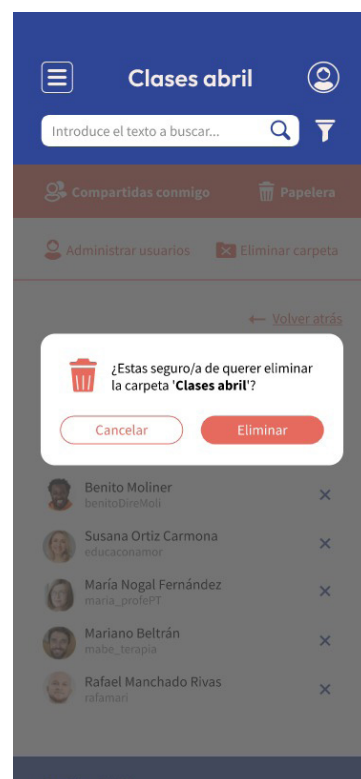 Clases abril
Introduce el texto a buscar...
Compartidas conmigo
Papelera
Administrar usuarios
Eliminar carpeta
← Volver atrás
¿Estas seguro/a de querer eliminar
la carpeta 'Clases abril'?
Cancelar
Eliminar
Benito Moliner
benitoDireMoli
Susana Ortiz Carmona
educaconamor
María Nogal Fernández
maria_profePT
Mariano Beltrán
mabe_terapia
Rafael Manchado Rivas
rafamari